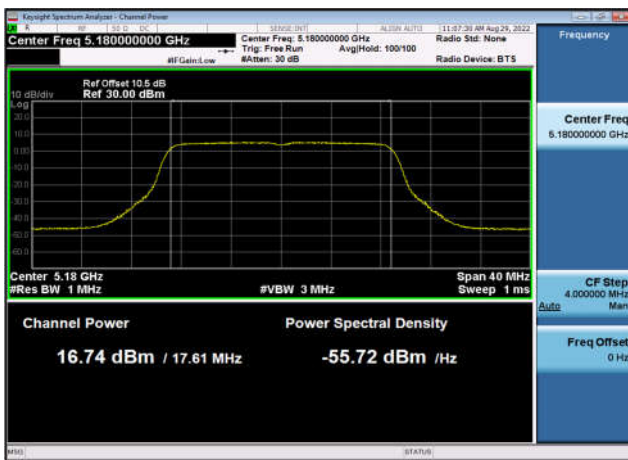 Keysight Spectrum Analyzer - Channel Power
R RF 50 Ω DC SENSE:INT ALIGN AUTO 11:07:30 AM Aug 29, 2022
Center Freq 5.180000000 GHz
Center Freq: 5.180000000 GHz
Radio Std: None
Trig: Free Run Avg|Hold: 100/100
#IFGain:Low #Atten: 30 dB Radio Device: BTS
Ref Offset 10.5 dB
10 dB/div Ref 30.00 dBm
Log
20.0
10.0
0.00
-10.0
-20.0
-30.0
-40.0
-50.0
-60.0
Center 5.18 GHz Span 40 MHz
#Res BW 1 MHz #VBW 3 MHz Sweep 1 ms
Channel Power Power Spectral Density
16.74 dBm / 17.61 MHz -55.72 dBm /Hz
MSG STATUS
Frequency
Center Freq
5.180000000 GHz
CF Step
4.000000 MHz
Auto Man
Freq Offset
0 Hz